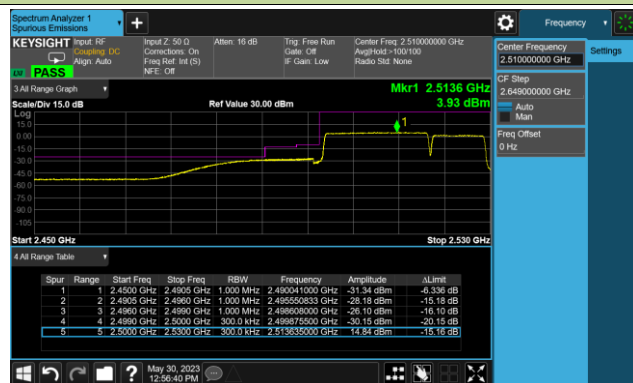 Spectrum Analyzer 1
Spurious Emissions
+
Frequency
KEYSIGHT
Input: RF
Coupling: DC
Align: Auto
Input Z: 50 Ω
Corrections: On
Freq Ref: Int (S)
NFE: Off
Atten: 16 dB
Trig: Free Run
Gate: Off
IF Gain: Low
Center Freq: 2.510000000 GHz
Avg|Hold:>100/100
Radio Std: None
PASS
Center Frequency
2.510000000 GHz
Settings
CF Step
2.649000000 GHz
Auto
Man
Freq Offset
0 Hz
3 All Range Graph
Mkr1 2.5136 GHz
3.93 dBm
Scale/Div 15.0 dB
Ref Value 30.00 dBm
Log
15.0
0.00
-15.0
-30.0
-45.0
-60.0
-75.0
-90.0
-105
1
Start 2.450 GHz
Stop 2.530 GHz
4 All Range Table
Spur Range Start Freq Stop Freq RBW Frequency Amplitude ΔLimit
1 1 2.4500 GHz 2.4905 GHz 1.000 MHz 2.490041000 GHz -31.34 dBm -6.336 dB
2 2 2.4905 GHz 2.4960 GHz 1.000 MHz 2.495550833 GHz -28.18 dBm -15.18 dB
3 3 2.4960 GHz 2.4990 GHz 1.000 MHz 2.498608000 GHz -26.10 dBm -16.10 dB
4 4 2.4990 GHz 2.5000 GHz 300.0 kHz 2.499875500 GHz -30.15 dBm -20.15 dB
5 5 2.5000 GHz 2.5300 GHz 300.0 kHz 2.513635000 GHz 14.84 dBm -15.16 dB
?
May 30, 2023
12:56:40 PM